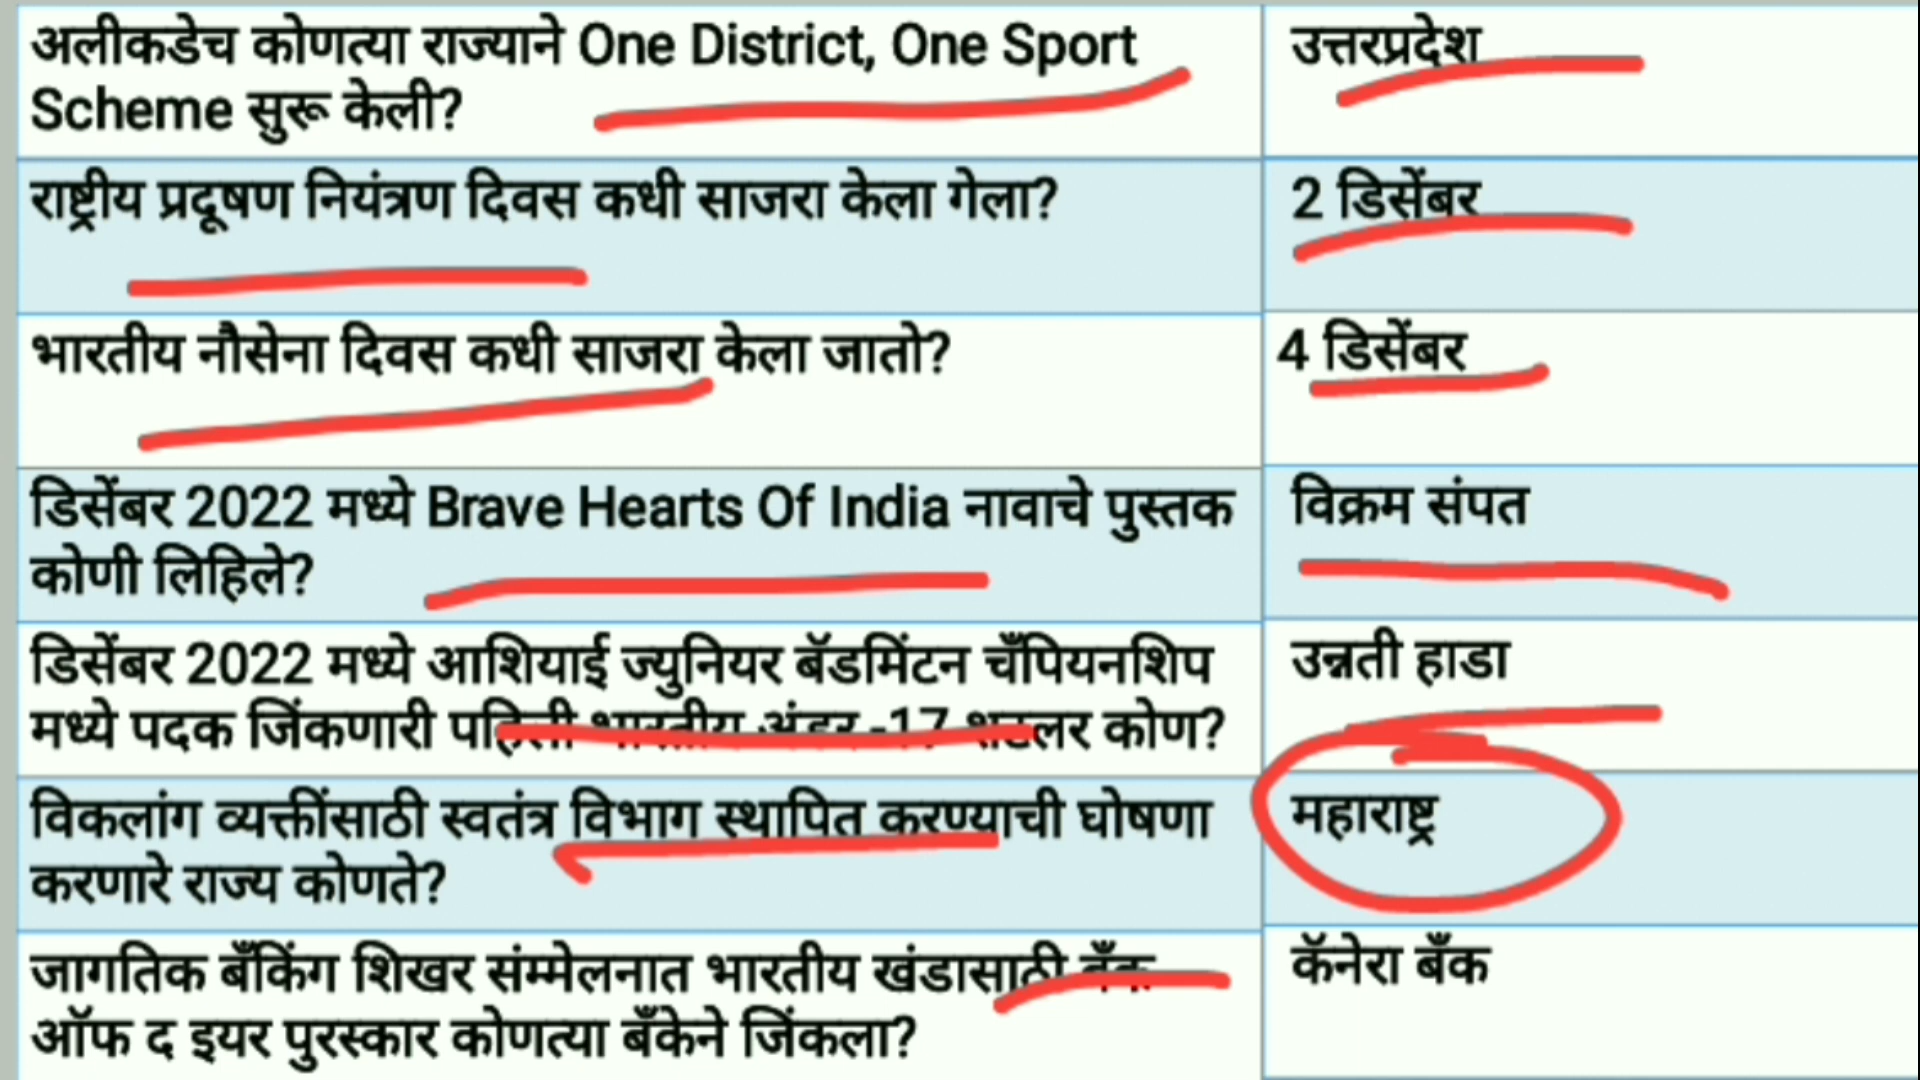 अलीकडेच कोणत्या राज्याने One District, One Sport
Scheme सुरू केली?
उत्तरप्रदेश
राष्ट्रीय प्रदूषण नियंत्रण दिवस कधी साजरा केला गेला?
2 डिसेंबर
भारतीय नौसेना दिवस कधी साजरा केला जातो?
4 डिसेंबर
डिसेंबर 2022 मध्ये Brave Hearts Of India नावाचे पुस्तक
कोणी लिहिले?
विक्रम संपत
डिसेंबर 2022 मध्ये आशियाई ज्युनियर बॅडमिंटन चॅंपियनशिप
मध्ये पदक जिंकणारी पहिली भारतीय अंडर -17 शटलर कोण?
उन्नती हाडा
विकलांग व्यक्तींसाठी स्वतंत्र विभाग स्थापित करण्याची घोषणा
करणारे राज्य कोणते?
महाराष्ट्र
जागतिक बँकिंग शिखर संम्मेलनात भारतीय खंडासाठी बँक
ऑफ द इयर पुरस्कार कोणत्या बँकेने जिंकला?
कॅनेरा बँक